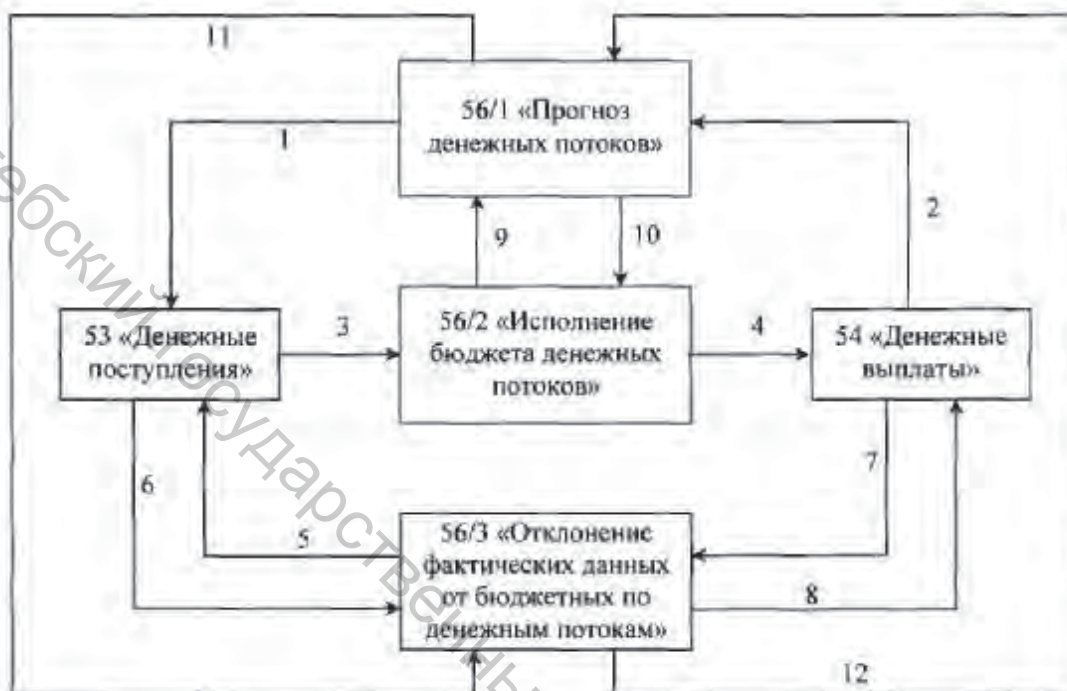 11
56/1 «Прогноз
денежных потоков»
1
2
9
10
53 «Денежные
поступления»
3
56/2 «Исполнение
бюджета денежных
потоков»
4
54 «Денежные
выплаты»
6
7
5
56/3 «Отклонение
фактических данных
от бюджетных по
денежным потокам»
8
12
Государственный